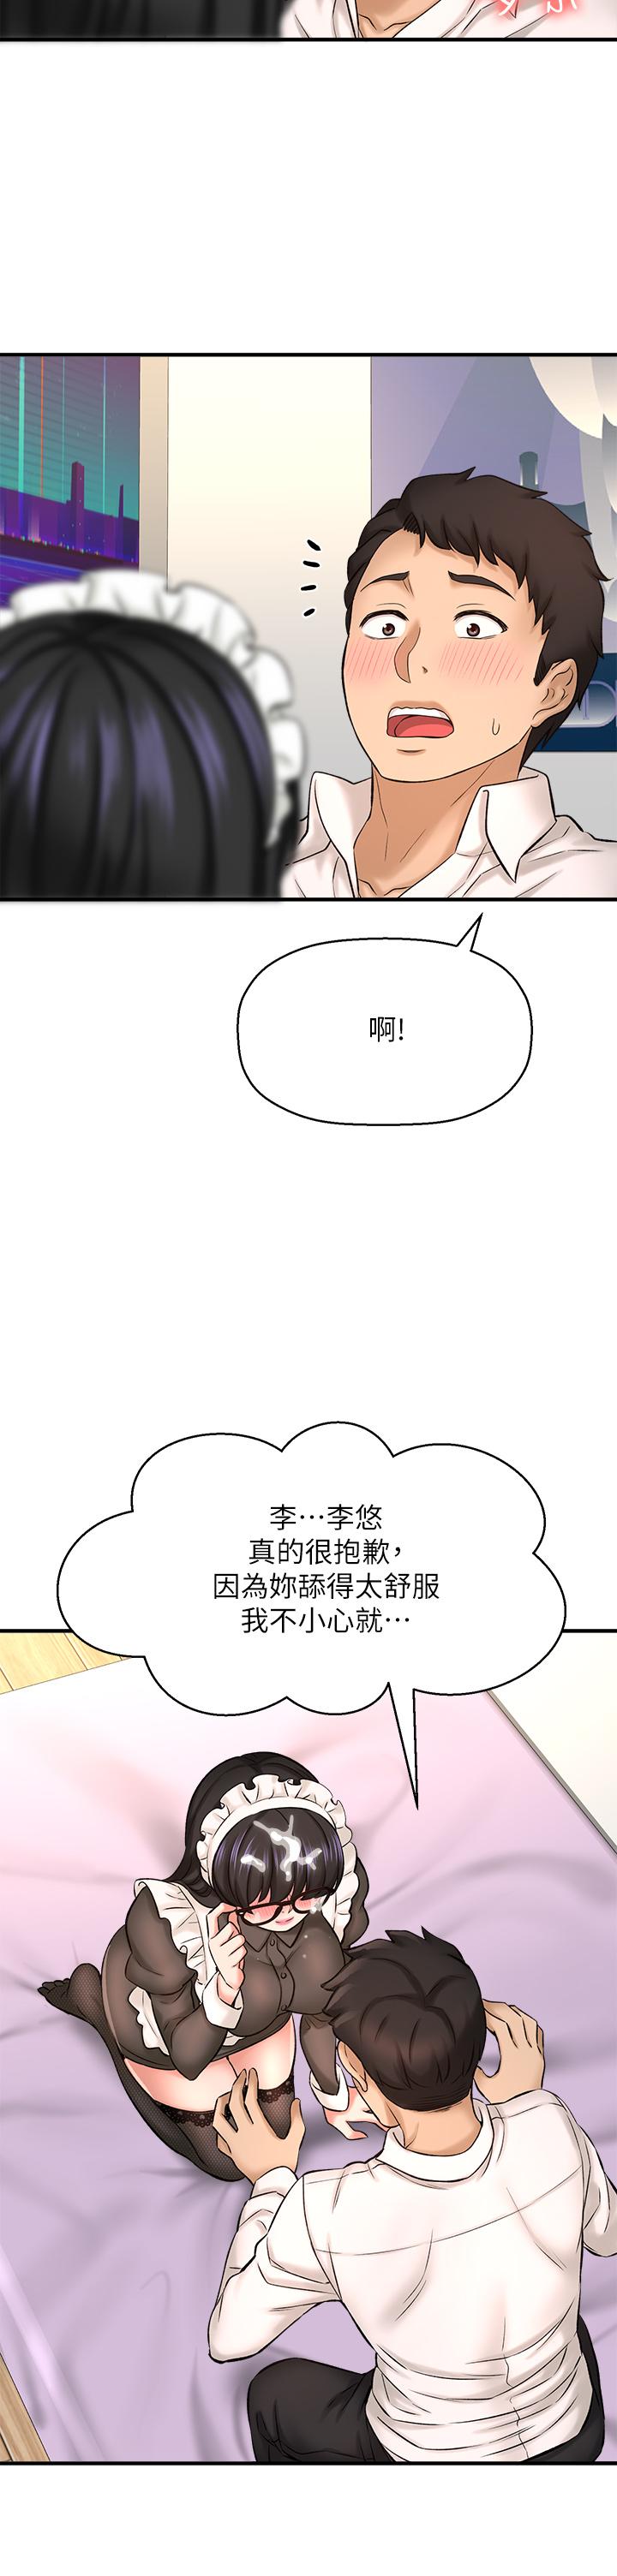 啊!
李…李悠
真的很抱歉，
因為妳舔得太舒服
我不小心就…